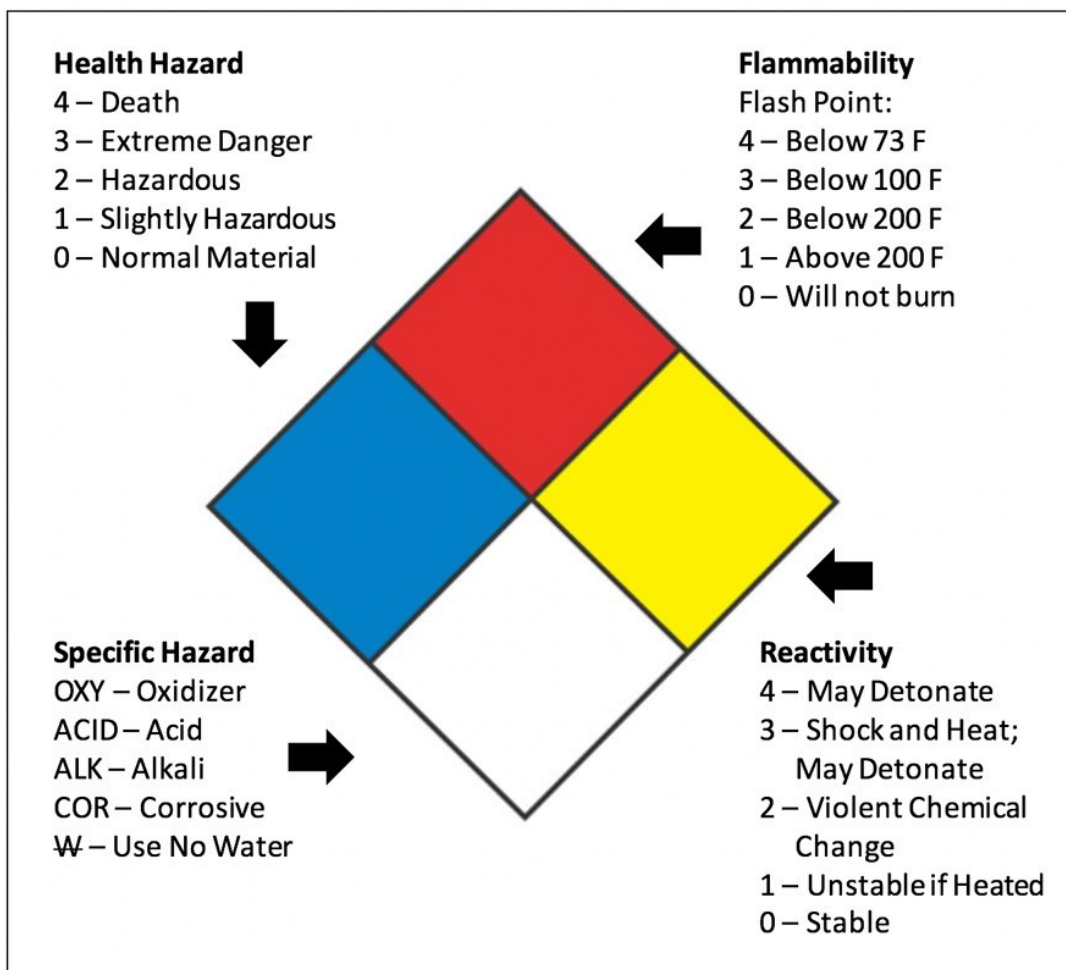 Health Hazard
4 – Death
3 – Extreme Danger
2 – Hazardous
1 – Slightly Hazardous
0 – Normal Material
Flammability
Flash Point:
4 – Below 73 F
3 – Below 100 F
2 – Below 200 F
1 – Above 200 F
0 – Will not burn
Specific Hazard
OXY – Oxidizer
ACID – Acid
ALK – Alkali
COR – Corrosive
W̶ – Use No Water
Reactivity
4 – May Detonate
3 – Shock and Heat;
May Detonate
2 – Violent Chemical
Change
1 – Unstable if Heated
0 – Stable